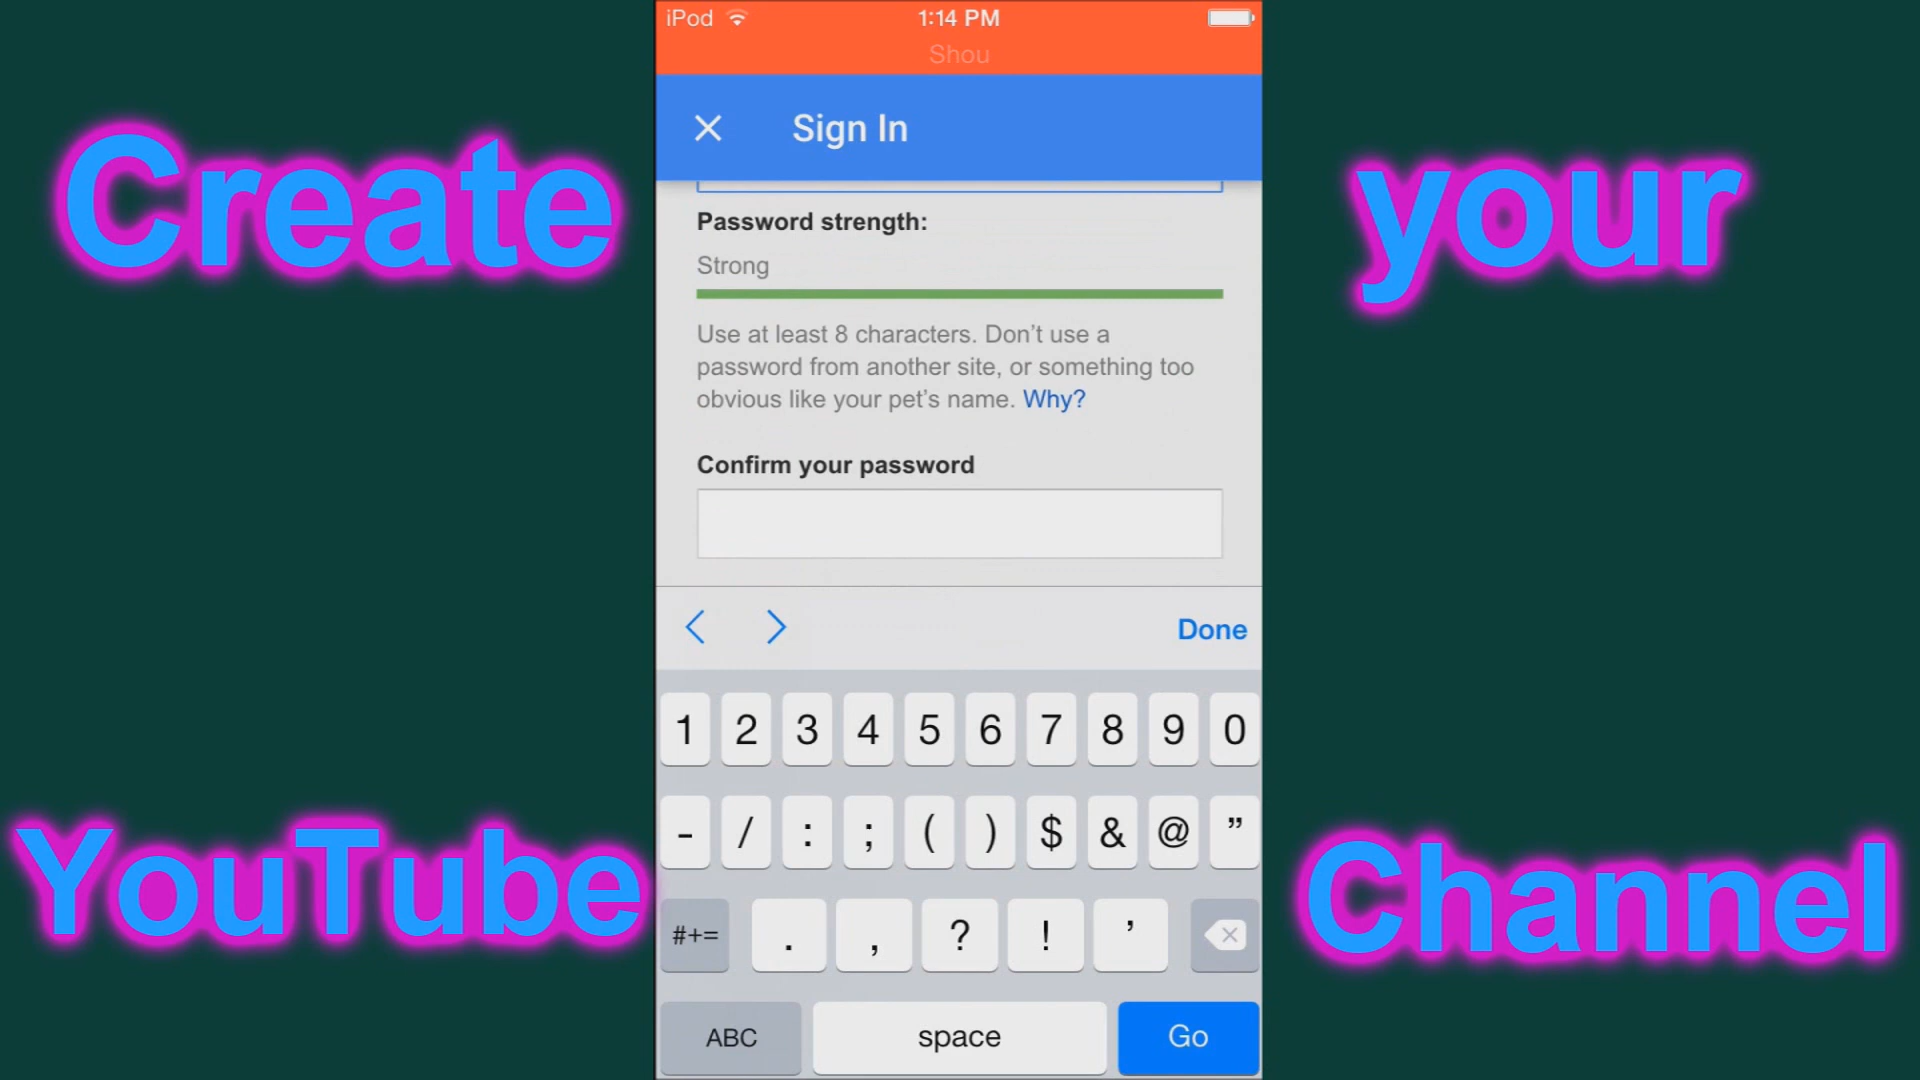 iPod 1:14 PM
Shou
Sign In
Create your
Password strength:
Strong
Use at least 8 characters. Don’t use a
password from another site, or something too
obvious like your pet’s name. Why?
Confirm your password
Done
1 2 3 4 5 6 7 8 9 0
- / : ; ( ) $ & @ ”
YouTube Channel
#+= . , ? ! ’
ABC space Go